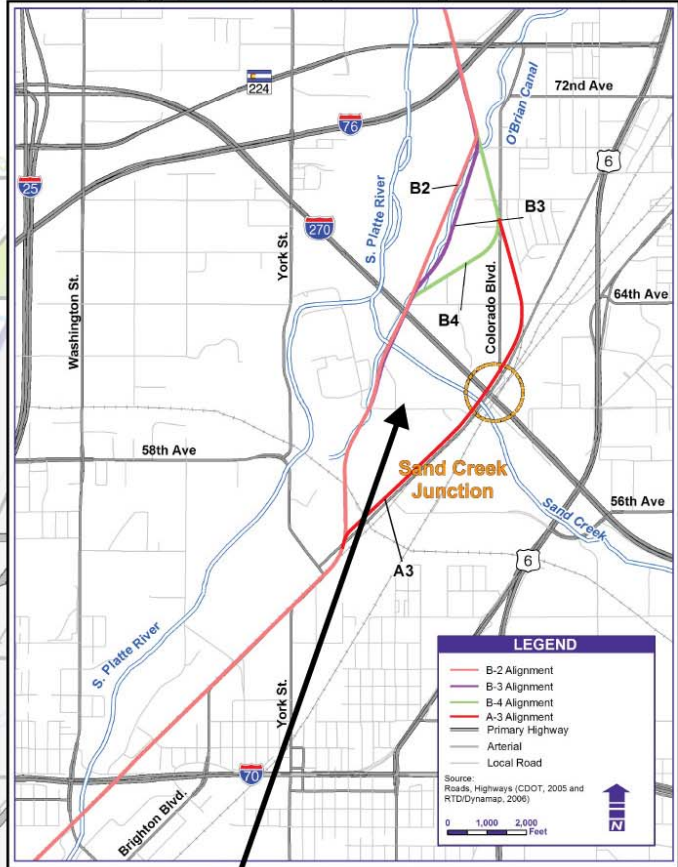 224
72nd Ave
O'Brian Canal
76
6
25
B2
S. Platte River
B3
270
York St.
Washington St.
64th Ave
Colorado Blvd.
B4
58th Ave
Sand Creek
Junction
56th Ave
Sand Creek
6
A3
S. Platte River
LEGEND
B-2 Alignment
B-3 Alignment
B-4 Alignment
A-3 Alignment
Primary Highway
Arterial
Local Road
York St.
Source:
Roads, Highways (CDOT, 2005 and
RTD/Dynamap, 2006)
70
N
0 1,000 2,000
Feet
Brighton Blvd.